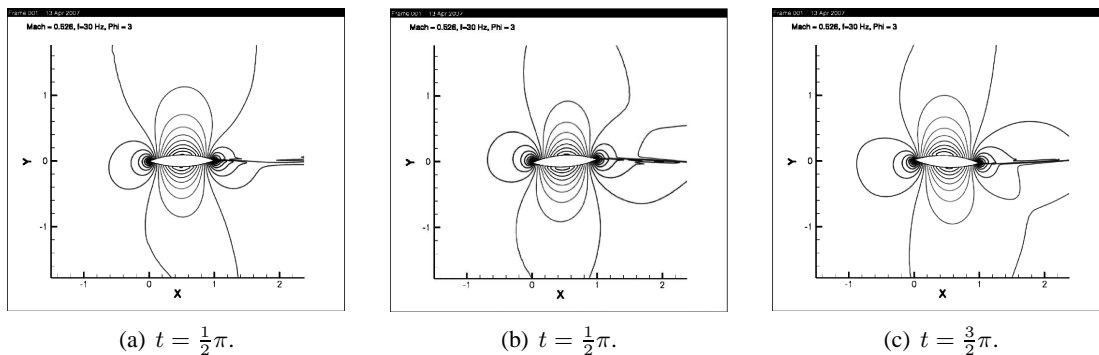 Frame 001 13 Apr 2007
Mach = 0.526, f=30 Hz, Phi = 3
1
0
-1
Y
-1 0 1 2
X
(a) t = 1/2 π.
Frame 001 13 Apr 2007
Mach = 0.526, f=30 Hz, Phi = 3
1
0
-1
Y
-1 0 1 2
X
(b) t = 1/2 π.
Frame 001 13 Apr 2007
Mach = 0.526, f=30 Hz, Phi = 3
1
0
-1
Y
-1 0 1 2
X
(c) t = 3/2 π.